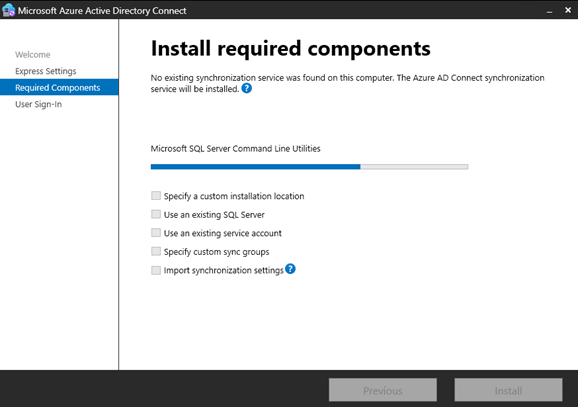 Microsoft Azure Active Directory Connect
Welcome
Express Settings
Required Components
User Sign-In
Install required components
No existing synchronization service was found on this computer. The Azure AD Connect synchronization
service will be installed. ?
Microsoft SQL Server Command Line Utilities
Specify a custom installation location
Use an existing SQL Server
Use an existing service account
Specify custom sync groups
Import synchronization settings ?
Previous
Install